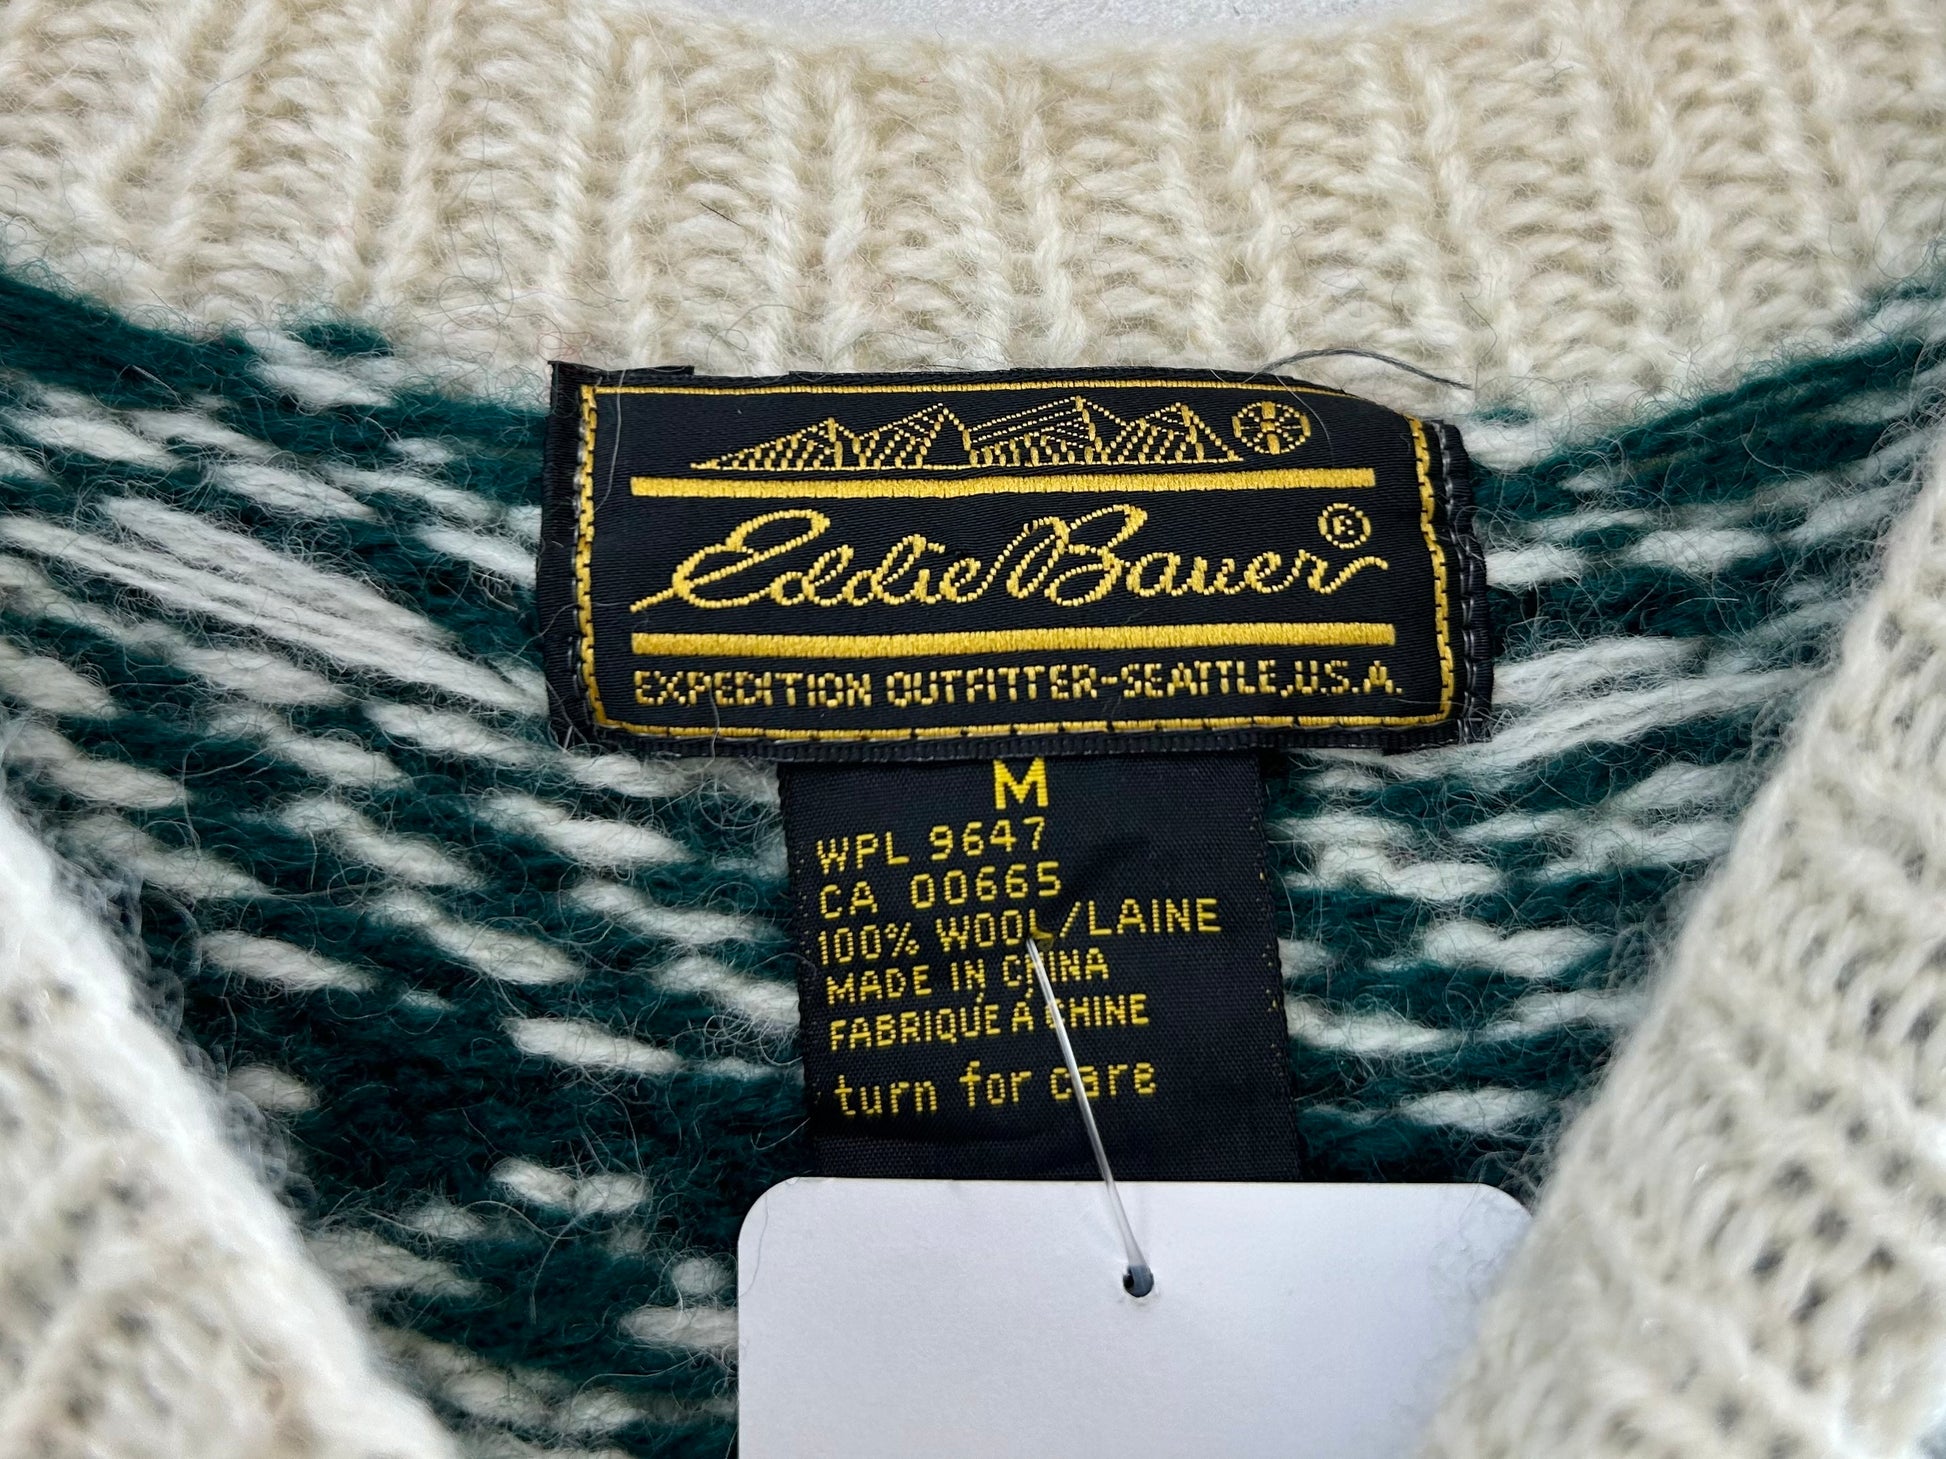 Eddie Bauer®
EXPEDITION OUTFITTER-SEATTLE, U.S.A.
M
WPL 9647
CA 00665
100% WOOL/LAINE
MADE IN CHINA
FABRIQUÉ À CHINE
turn for care